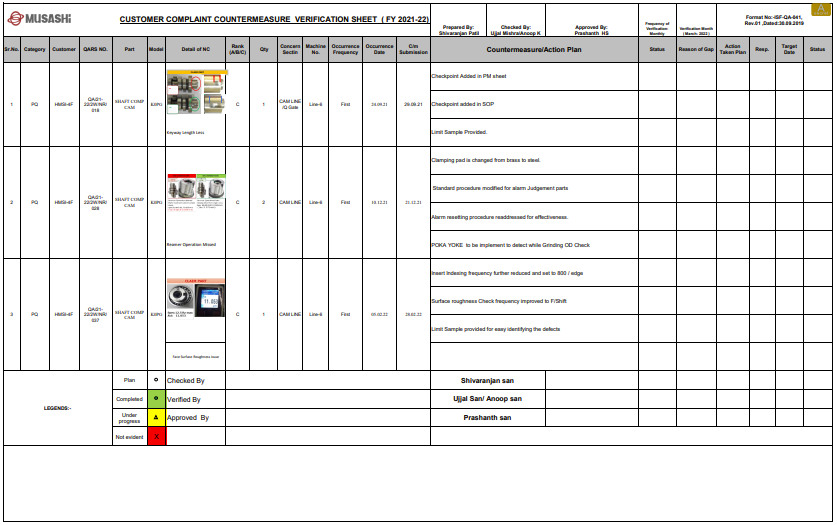 MUSASHI
CUSTOMER COMPLAINT COUNTERMEASURE VERIFICATION SHEET ( FY 2021-22)
Prepared By:
Shivaranjan Patil
Checked By:
Ujjal Mishra/Anoop K
Approved By:
Prashanth HS
Frequency of
Verification:
Monthly
Verification Month
(March: 2022)
Format No:-ISF-QA-041,
Rev.01 ,Dated:30.09.2019
Sr.No.
Category
Customer
QARS NO.
Part
Model
Detail of NC
Rank
(A/B/C)
Qty
Concern
Sectin
Machine
No.
Occurrence
Frequency
Occurrence
Date
C/m
Submission
Countermeasure/Action Plan
Status
Reason of Gap
Action
Taken Plan
Resp.
Target
Date
Status
1
PQ
HMSI-4F
QA/21-
22/2W/NR/
018
SHAFT COMP
CAM
K0PG
Keyway Length Less
C
1
CAM LINE
/Q Gate
Line-6
First
24.09.21
29.09.21
Checkpoint Added in PM sheet
Checkpoint added in SOP
Limit Sample Provided.
2
PQ
HMSI-4F
QA/21-
22/2W/NR/
028
SHAFT COMP
CAM
K0PG
Reamer Operation Missed
C
2
CAM LINE
Line-6
First
10.12.21
21.12.21
Clamping pad is changed from brass to steel.
Standard procedure modified for alarm Judgement parts
Alarm resetting procedure readdressed for effectiveness.
POKA YOKE to be implement to detect while Grinding OD Check
3
PQ
HMSI-4F
QA/21-
22/2W/NR/
037
SHAFT COMP
CAM
K0PG
Face Surface Roughness issue
C
1
CAM LINE
Line-6
First
03.02.22
28.02.22
Insert Indexing frequency further reduced and set to 800 / edge
Surface roughness Check frequency improved to F/Shift
Limit Sample provided for easy identifying the defects
LEGENDS:-
Plan
Checked By
Shivaranjan san
Completed
Verified By
Ujjal San/ Anoop san
Under
progress
Approved By
Prashanth san
Not evident
X